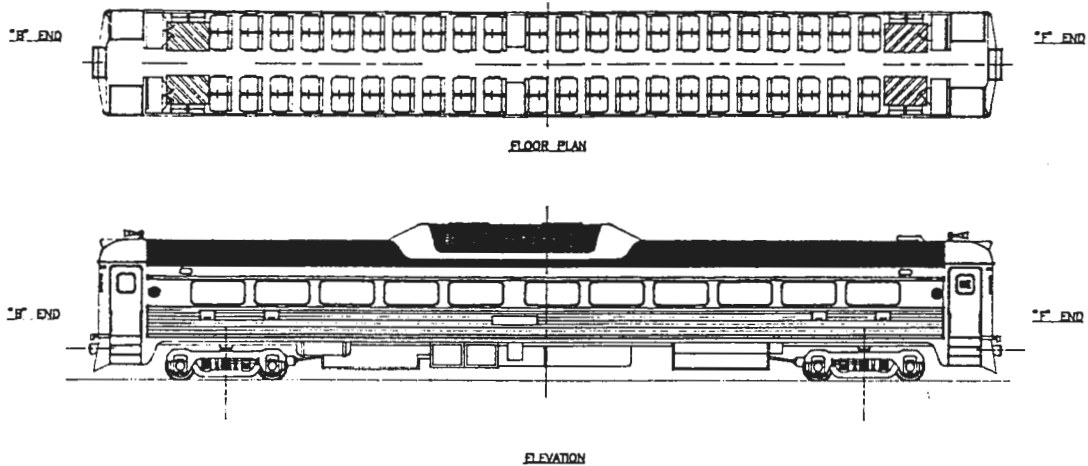 "B" END
"F" END
FLOOR PLAN
"B" END
"F" END
ELEVATION